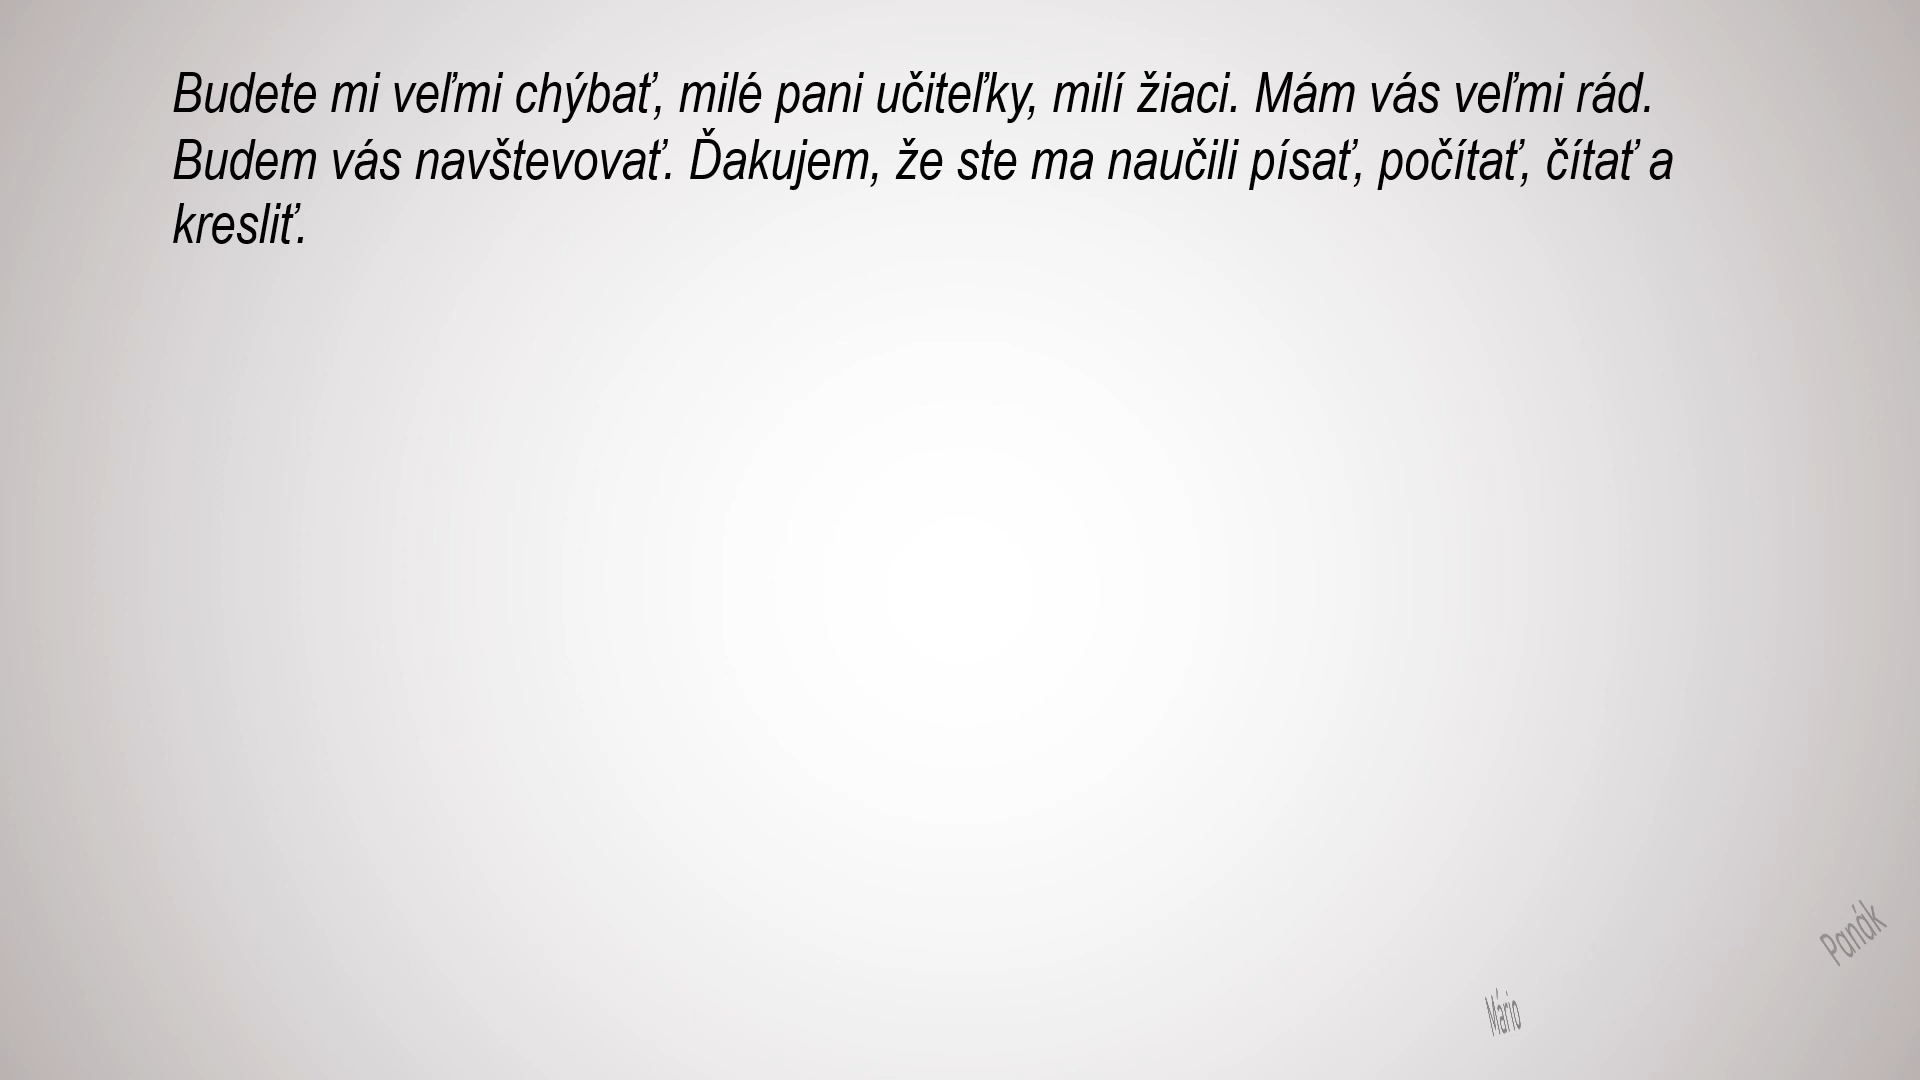 Budete mi veľmi chýbať, milé pani učiteľky, milí žiaci. Mám vás veľmi rád.
Budem vás navštevovať. Ďakujem, že ste ma naučili písať, počítať, čítať a
kresliť.
Panák
Mário